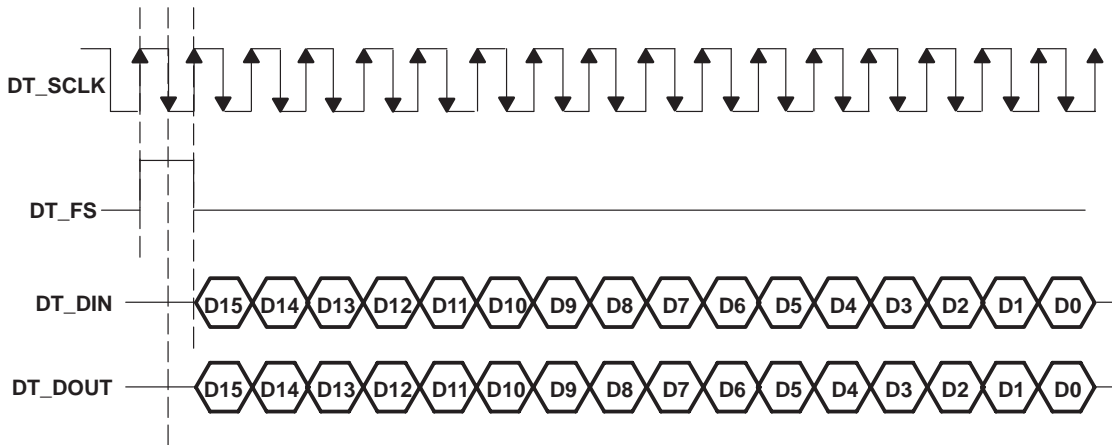 DT_SCLK
DT_FS
DT_DIN D15 D14 D13 D12 D11 D10 D9 D8 D7 D6 D5 D4 D3 D2 D1 D0
DT_DOUT D15 D14 D13 D12 D11 D10 D9 D8 D7 D6 D5 D4 D3 D2 D1 D0